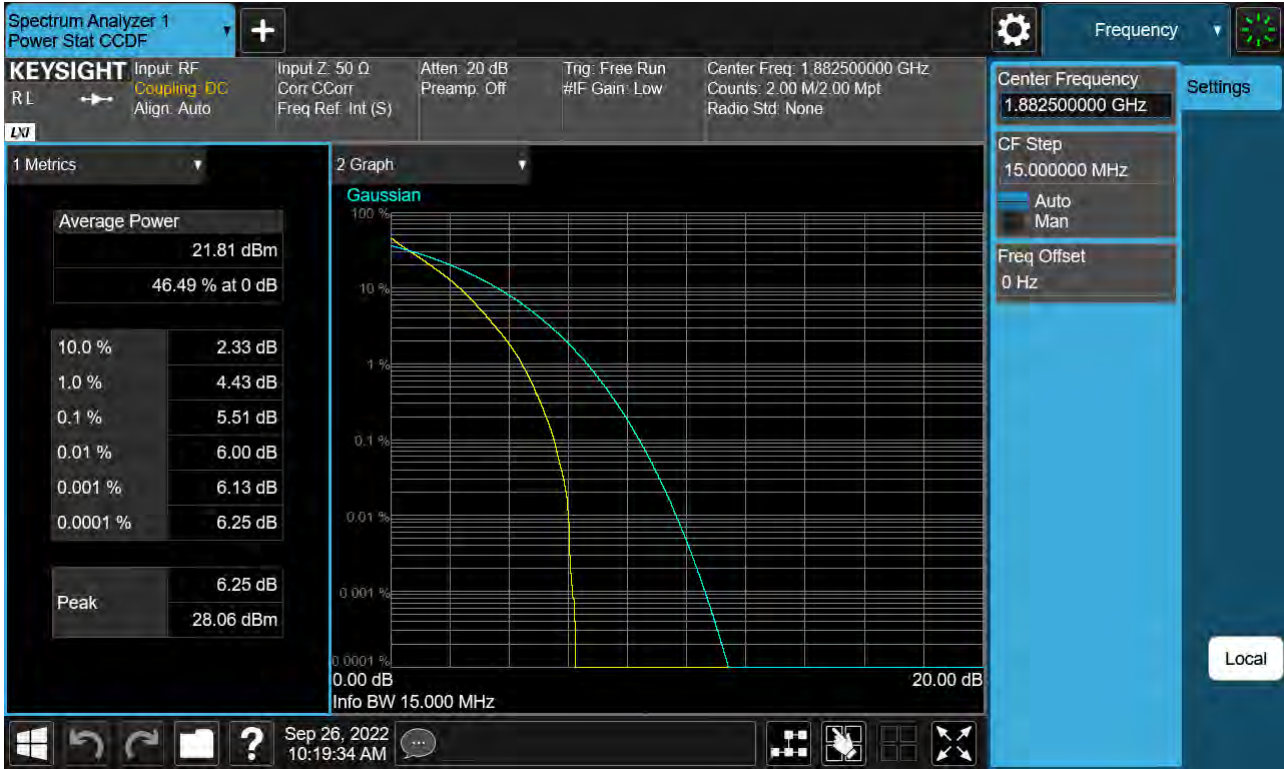 Spectrum Analyzer 1
Power Stat CCDF
Frequency
KEYSIGHT
R L
LXI
Input: RF
Coupling: DC
Align: Auto
Input Z: 50 Ω
Corr CCorr
Freq Ref: Int (S)
Atten: 20 dB
Preamp: Off
Trig: Free Run
#IF Gain: Low
Center Freq: 1.882500000 GHz
Counts: 2.00 M/2.00 Mpt
Radio Std: None
Center Frequency
1.882500000 GHz
Settings
CF Step
15.000000 MHz
Auto
Man
Freq Offset
0 Hz
Local
1 Metrics
Average Power
21.81 dBm
46.49 % at 0 dB
10.0 % 2.33 dB
1.0 % 4.43 dB
0.1 % 5.51 dB
0.01 % 6.00 dB
0.001 % 6.13 dB
0.0001 % 6.25 dB
Peak
6.25 dB
28.06 dBm
2 Graph
Gaussian
100 %
10 %
1 %
0.1 %
0.01 %
0.001 %
0.0001 %
0.00 dB 20.00 dB
Info BW 15.000 MHz
?
Sep 26, 2022
10:19:34 AM